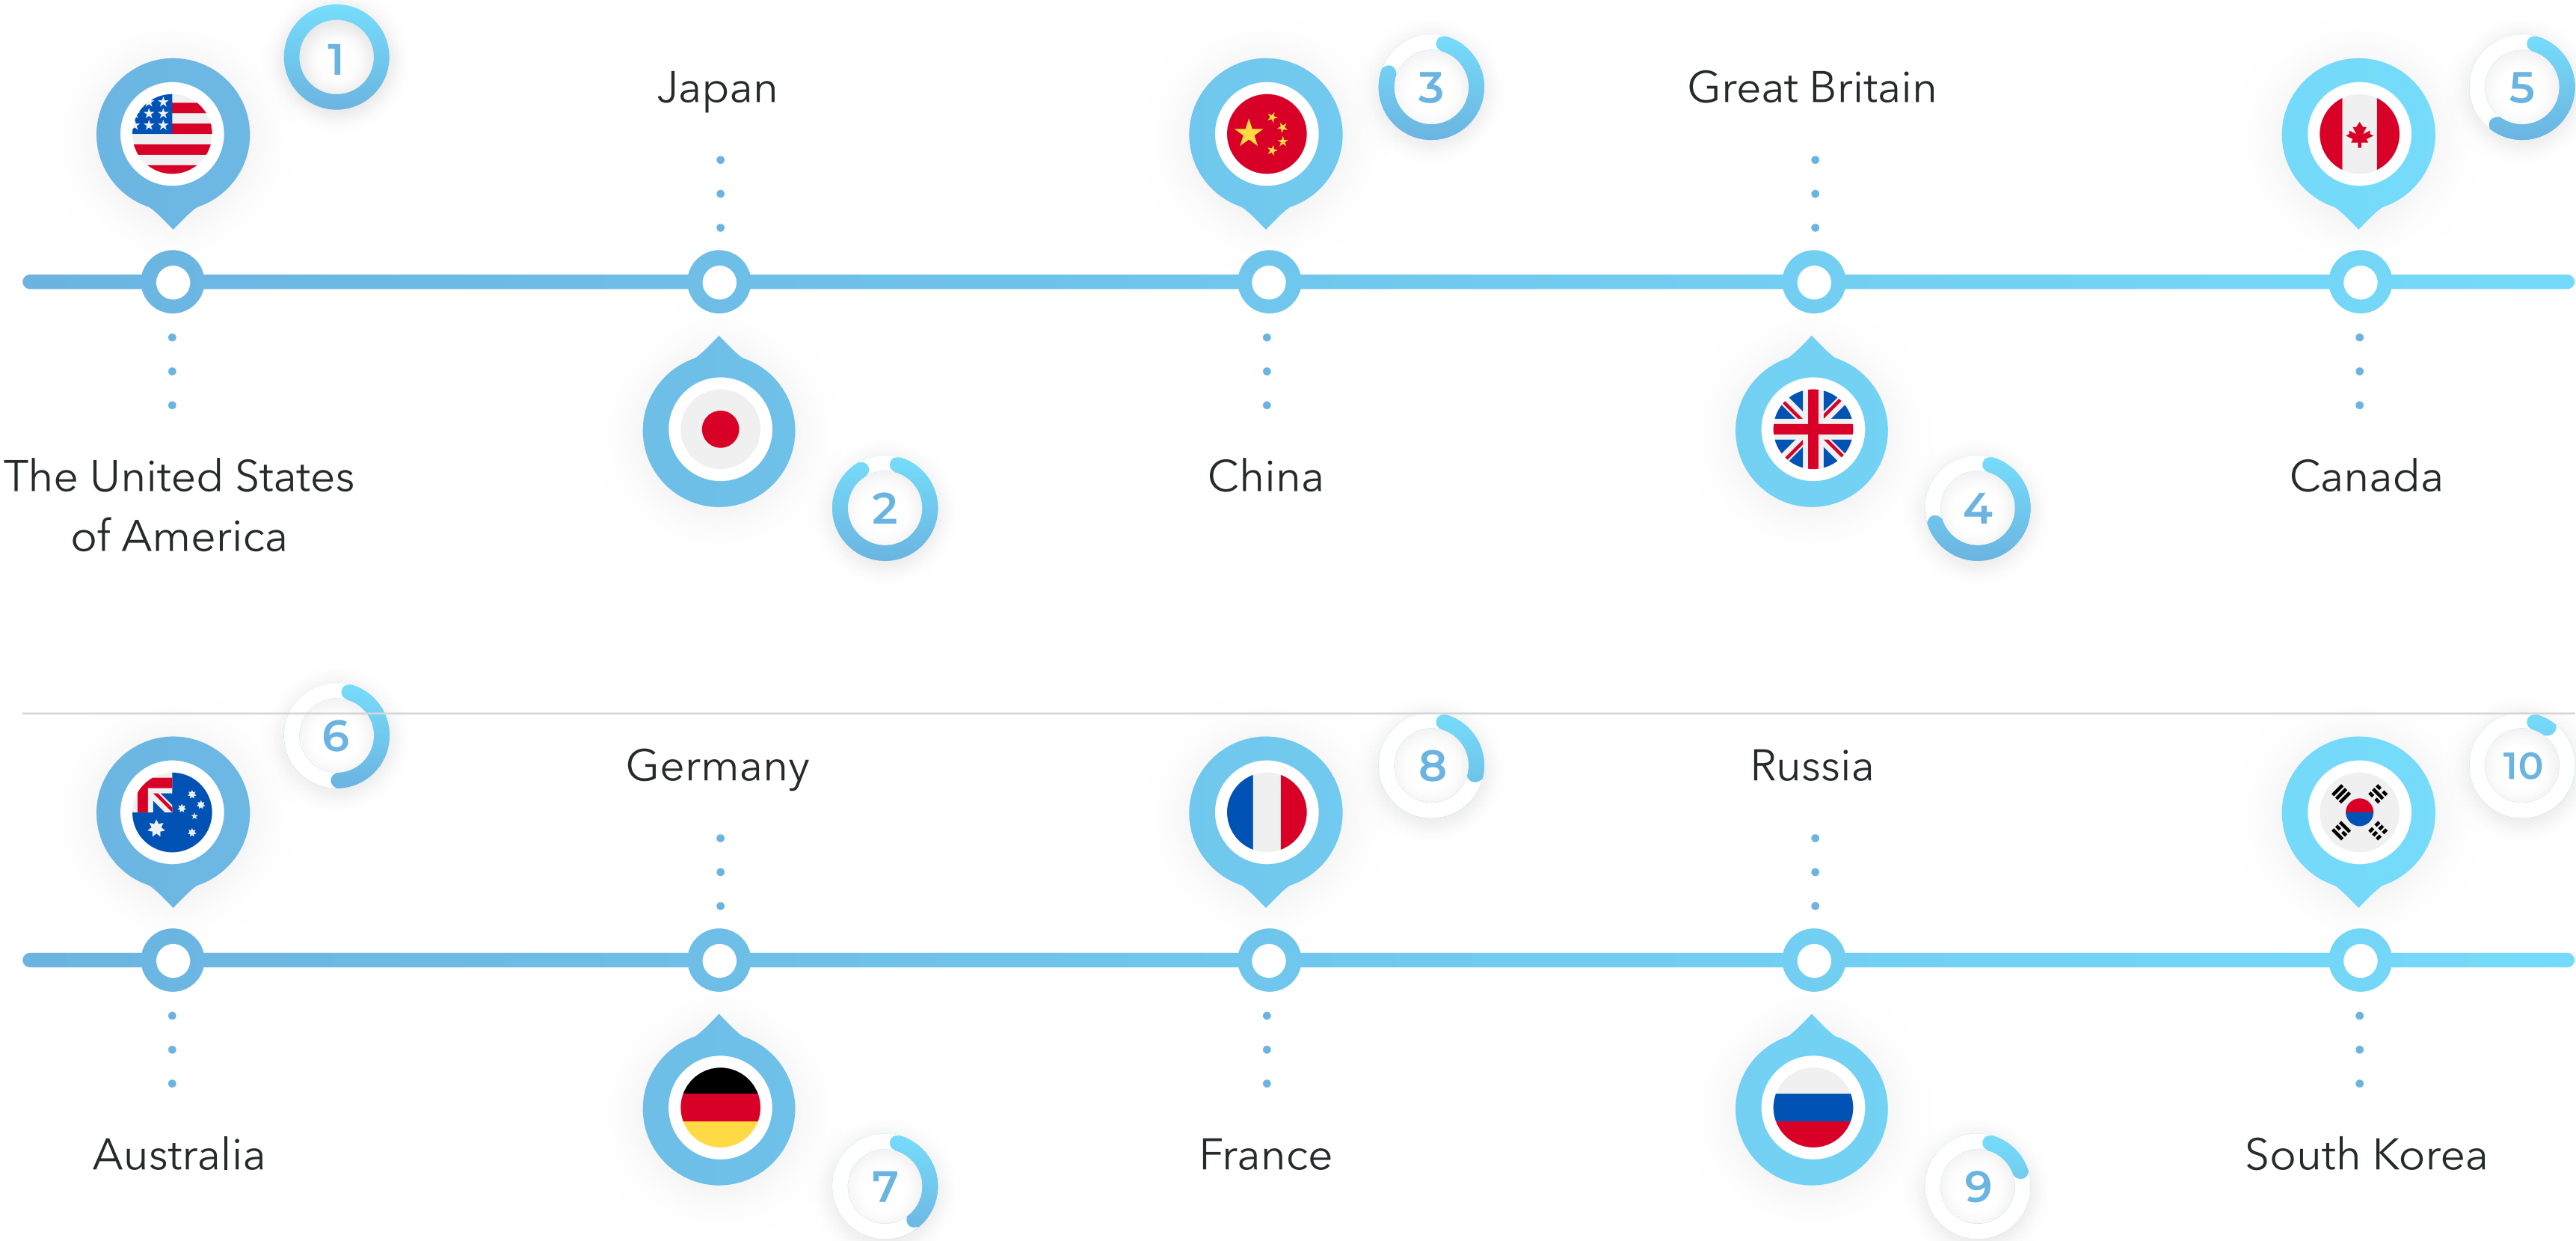 1
The United States
of America
Japan
2
3
China
Great Britain
4
5
Canada
6
Australia
Germany
7
8
France
Russia
9
10
South Korea